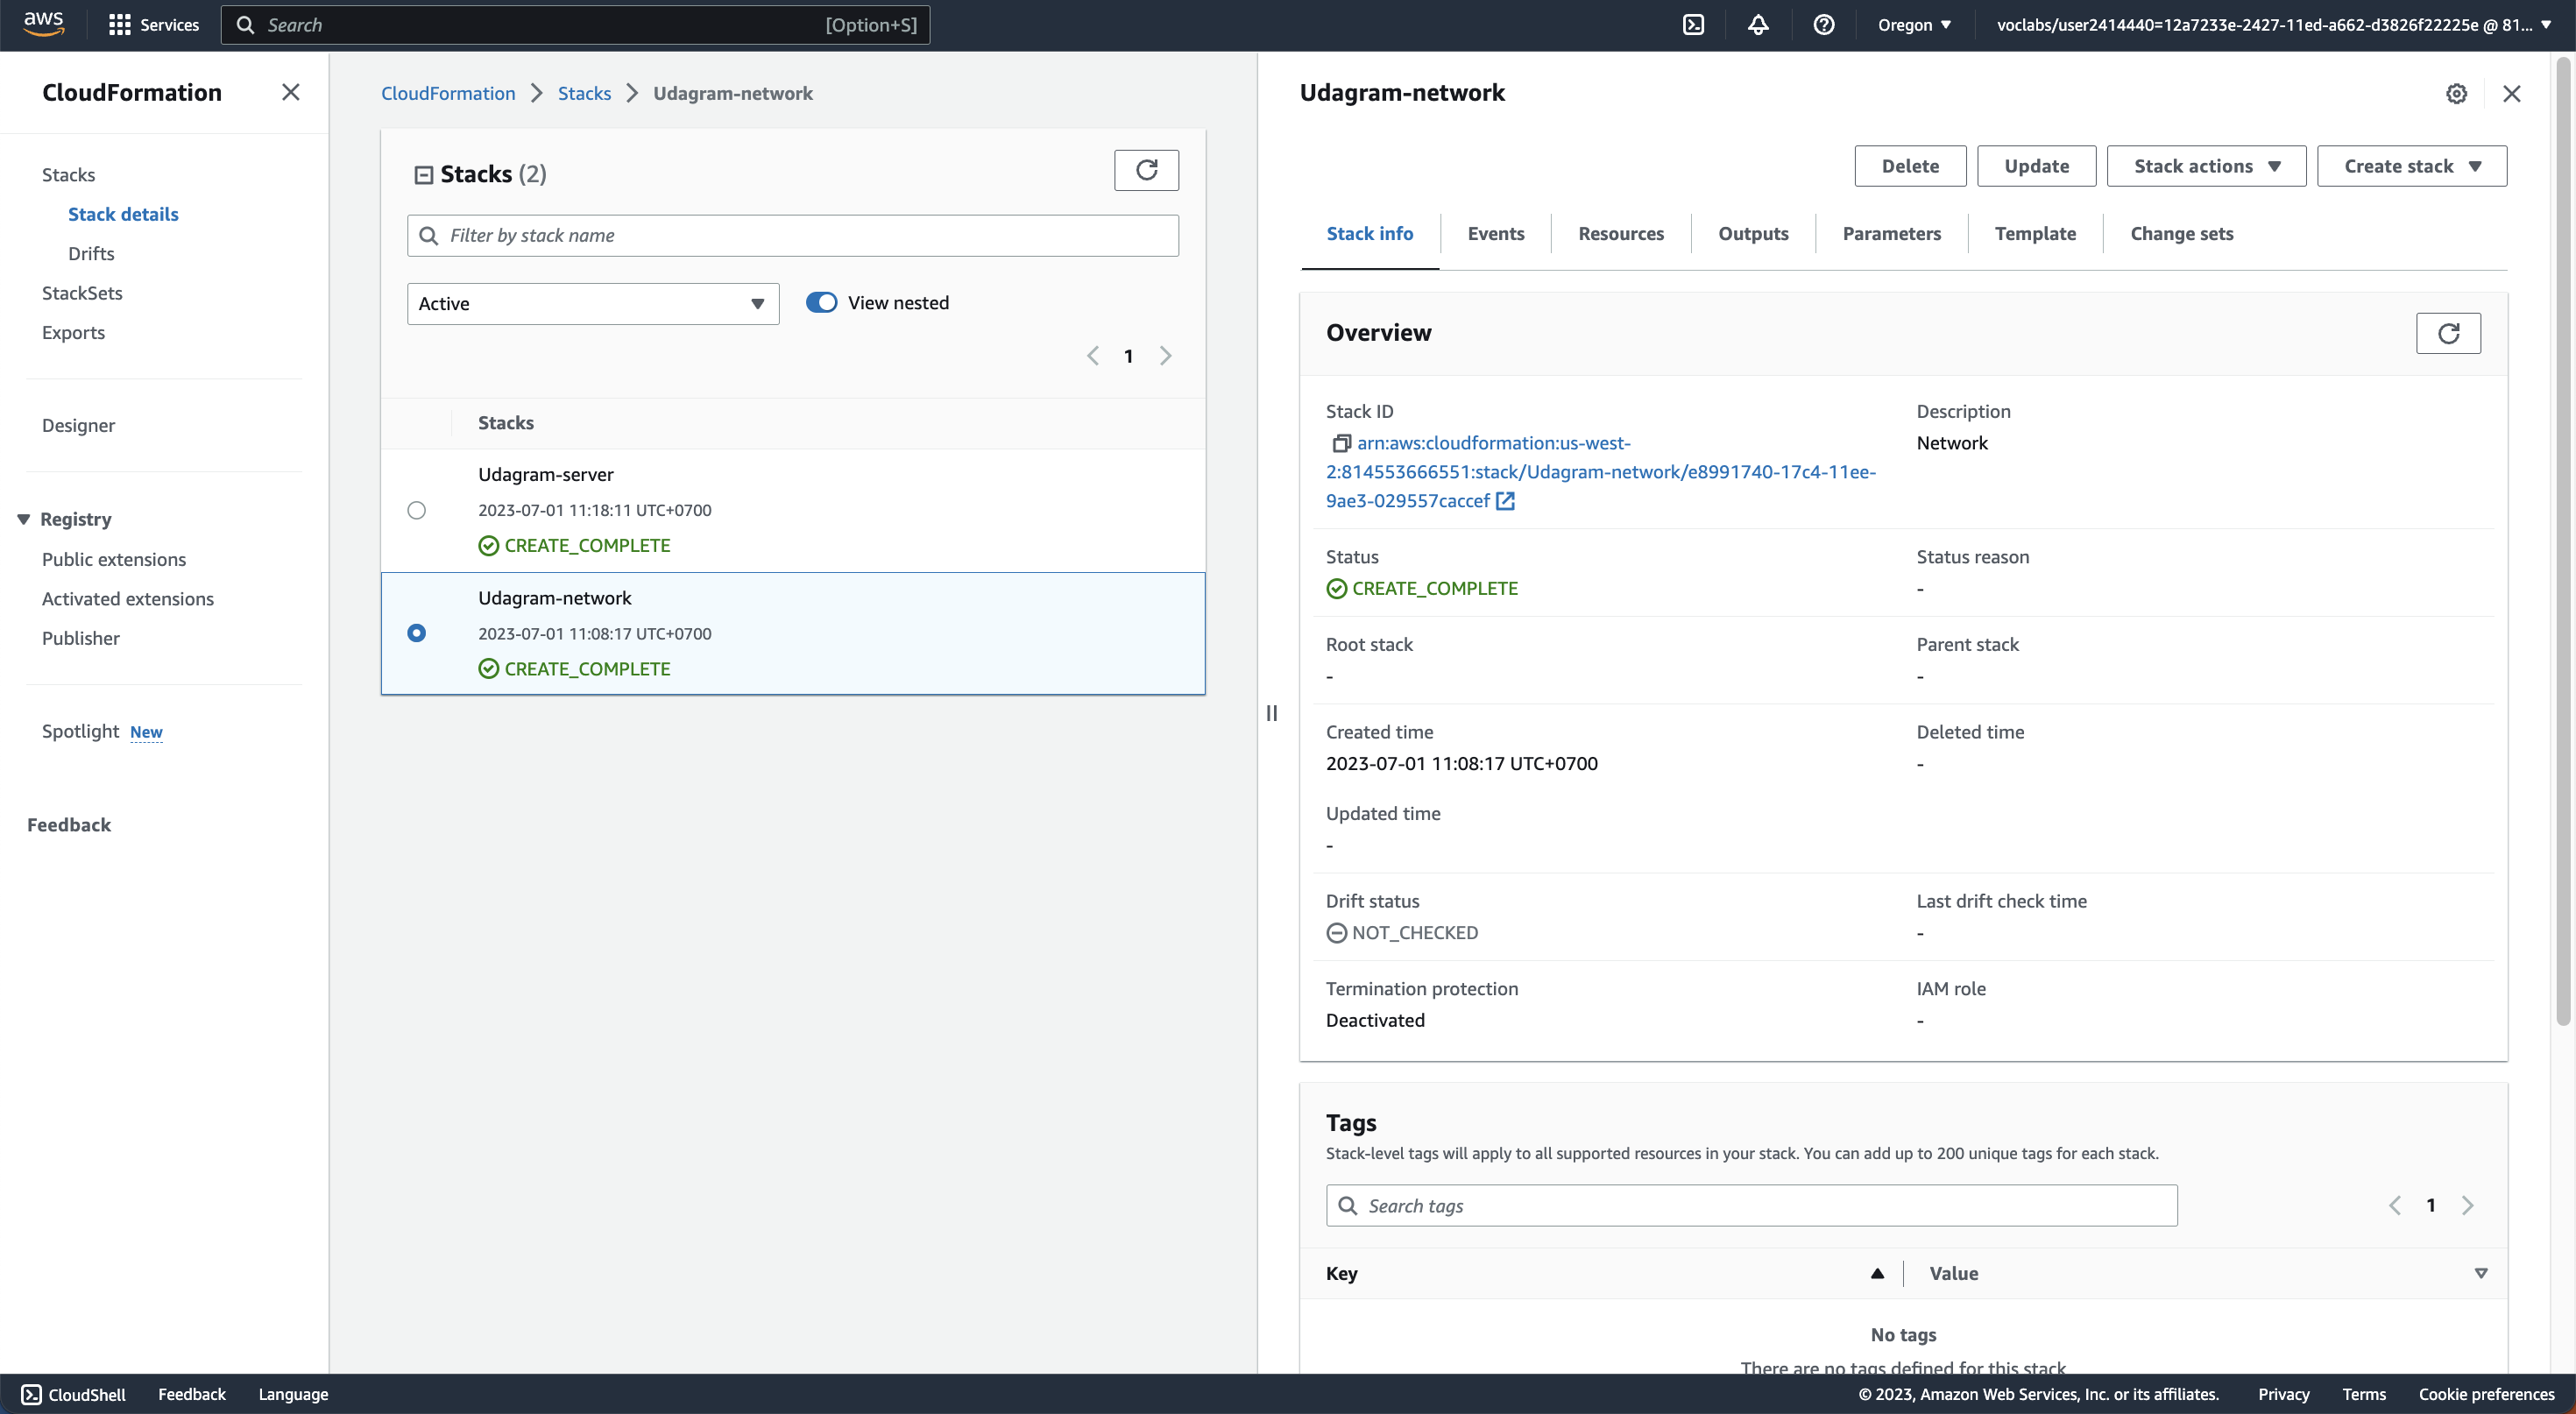 aws
Services
Search
[Option+S]
Oregon
voclabs/user2414440=12a7233e-2427-11ed-a662-d3826f22225e @ 81...
CloudFormation
Stacks
Stack details
Drifts
StackSets
Exports
Designer
Registry
Public extensions
Activated extensions
Publisher
Spotlight New
Feedback
CloudFormation
Stacks
Udagram-network
Stacks (2)
Filter by stack name
Active
View nested
1
Stacks
Udagram-server
2023-07-01 11:18:11 UTC+0700
CREATE_COMPLETE
Udagram-network
2023-07-01 11:08:17 UTC+0700
CREATE_COMPLETE
Udagram-network
Delete
Update
Stack actions
Create stack
Stack info
Events
Resources
Outputs
Parameters
Template
Change sets
Overview
Stack ID
arn:aws:cloudformation:us-west-
2:814553666551:stack/Udagram-network/e8991740-17c4-11ee-
9ae3-029557caccef
Description
Network
Status
CREATE_COMPLETE
Status reason
-
Root stack
-
Parent stack
-
Created time
2023-07-01 11:08:17 UTC+0700
Deleted time
-
Updated time
-
Drift status
NOT_CHECKED
Last drift check time
-
Termination protection
Deactivated
IAM role
-
Tags
Stack-level tags will apply to all supported resources in your stack. You can add up to 200 unique tags for each stack.
Search tags
1
Key
Value
No tags
There are no tags defined for this stack
CloudShell
Feedback
Language
© 2023, Amazon Web Services, Inc. or its affiliates.
Privacy
Terms
Cookie preferences